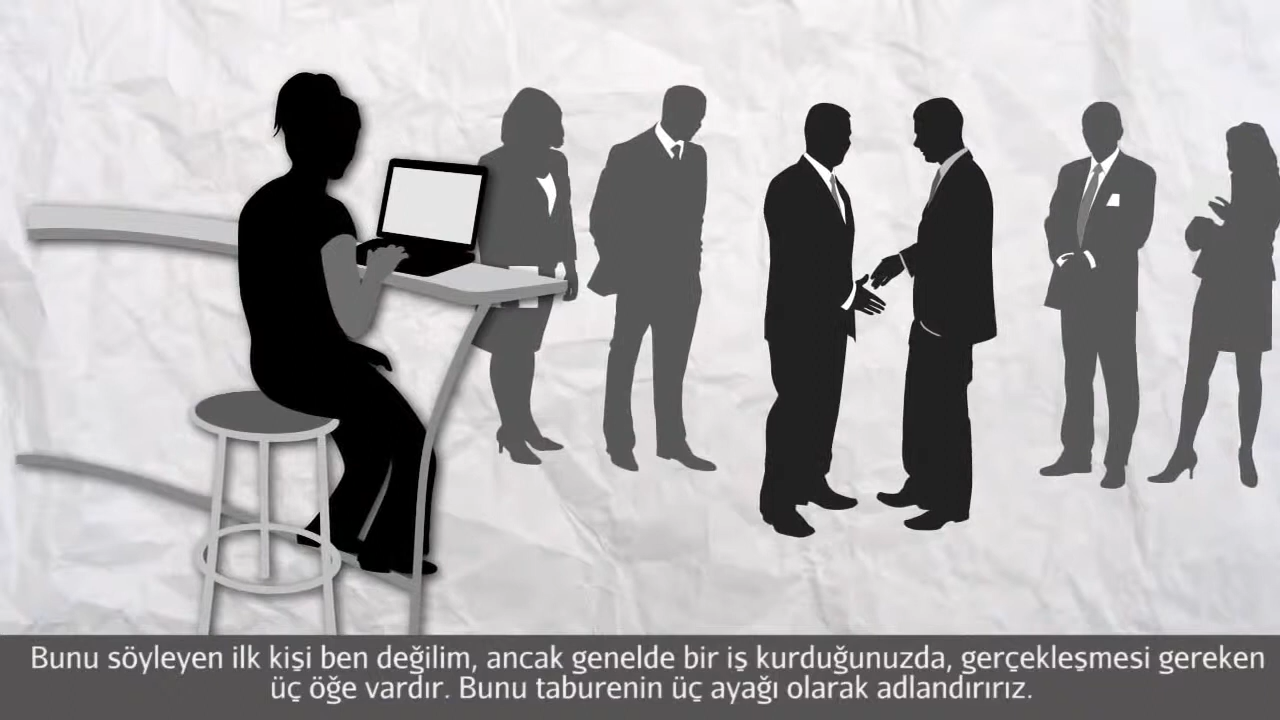 Bunu söyleyen ilk kişi ben değilim, ancak genelde bir iş kurduğunuzda, gerçekleşmesi gereken
üç öğe vardır. Bunu taburenin üç ayağı olarak adlandırırız.